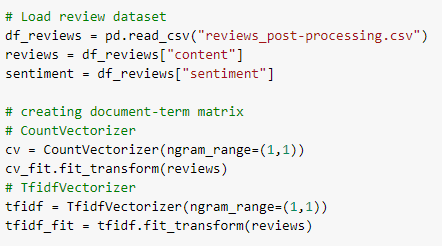 # Load review dataset
df_reviews = pd.read_csv("reviews_post-processing.csv")
reviews = df_reviews["content"]
sentiment = df_reviews["sentiment"]
# creating document-term matrix
# CountVectorizer
cv = CountVectorizer(ngram_range=(1,1))
cv_fit.fit_transform(reviews)
# TfidfVectorizer
tfidf = TfidfVectorizer(ngram_range=(1,1))
tfidf_fit = tfidf.fit_transform(reviews)